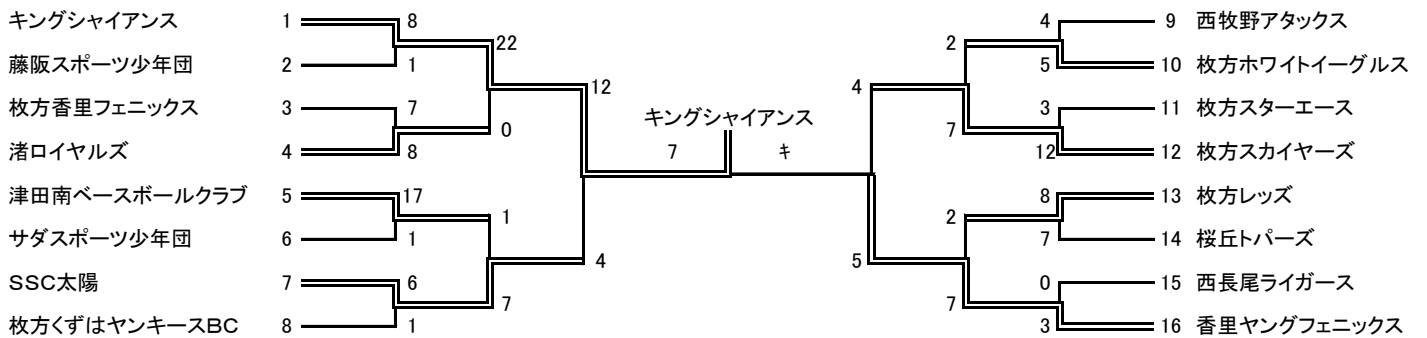 キングシャイアンス 1 8
22
藤阪スポーツ少年団 2 1
12
枚方香里フェニックス 3 7
0
渚ロイヤルズ 4 8
津田南ベースボールクラブ 5 17
1
サダスポーツ少年団 6 1
4
SSC太陽 7 6
7
枚方くずはヤンキースBC 8 1
キングシャイアンス
7 キ
4 9 西牧野アタックス
2
5 10 枚方ホワイトイーグルス
4
3 11 枚方スターエース
7
12 12 枚方スカイヤーズ
8 13 枚方レッズ
2
7 14 桜丘トパーズ
5
0 15 西長尾ライガース
7
3 16 香里ヤングフェニックス